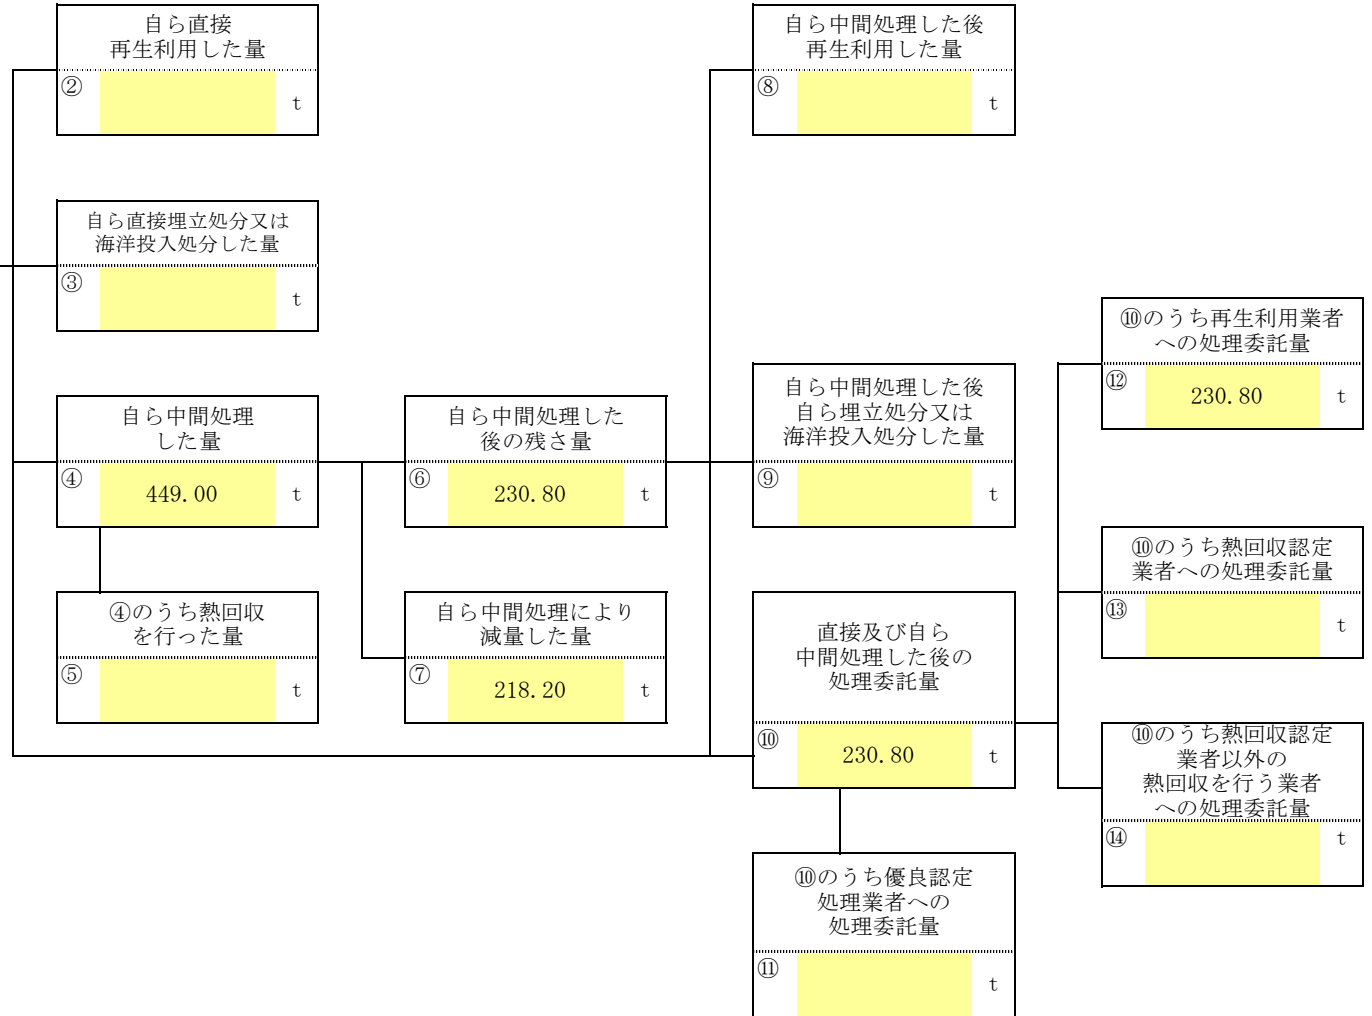 自ら直接
再生利用した量
②
t
自ら中間処理した後
再生利用した量
⑧
t
自ら直接埋立処分又は
海洋投入処分した量
③
t
⑩のうち再生利用業者
への処理委託量
⑫ 230.80 t
自ら中間処理した後
自ら埋立処分又は
海洋投入処分した量
⑨
t
自ら中間処理
した量
④ 449.00 t
自ら中間処理した
後の残さ量
⑥ 230.80 t
⑩のうち熱回収認定
業者への処理委託量
⑬
t
④のうち熱回収
を行った量
⑤
t
自ら中間処理により
減量した量
⑦ 218.20 t
直接及び自ら
中間処理した後の
処理委託量
⑩ 230.80 t
⑩のうち熱回収認定
業者以外の
熱回収を行う業者
への処理委託量
⑭
t
⑩のうち優良認定
処理業者への
処理委託量
⑪
t